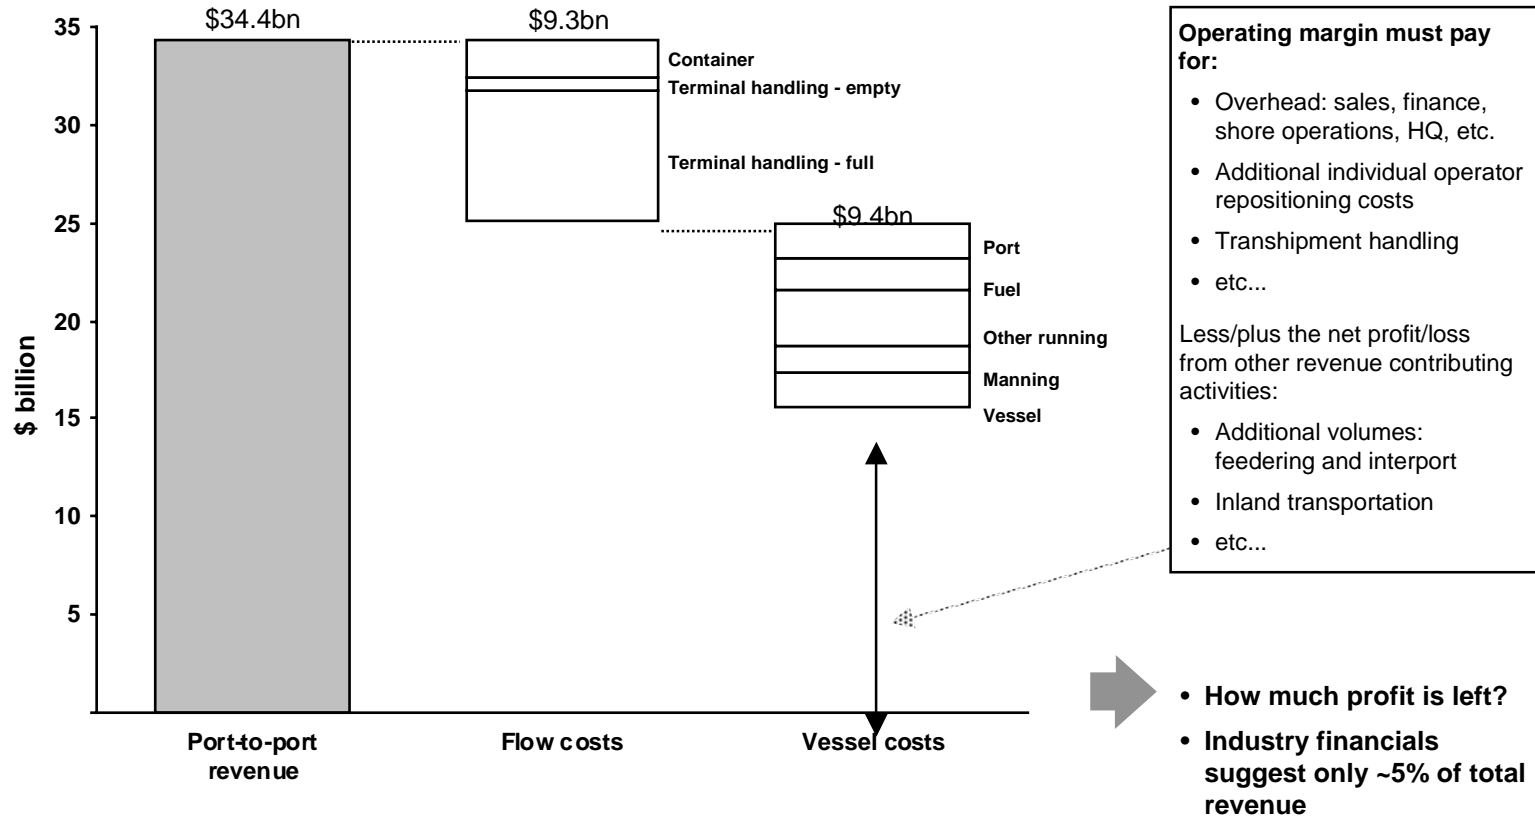 $34.4bn
$9.3bn
35
30
25
20
15
10
5
$ billion
Container
Terminal handling - empty
Terminal handling - full
$9.4bn
Port
Fuel
Other running
Manning
Vessel
Port-to-port
revenue
Flow costs
Vessel costs
Operating margin must pay
for:
• Overhead: sales, finance,
shore operations, HQ, etc.
• Additional individual operator
repositioning costs
• Transhipment handling
• etc...
Less/plus the net profit/loss
from other revenue contributing
activities:
• Additional volumes:
feedering and interport
• Inland transportation
• etc...
• How much profit is left?
• Industry financials
suggest only ~5% of total
revenue